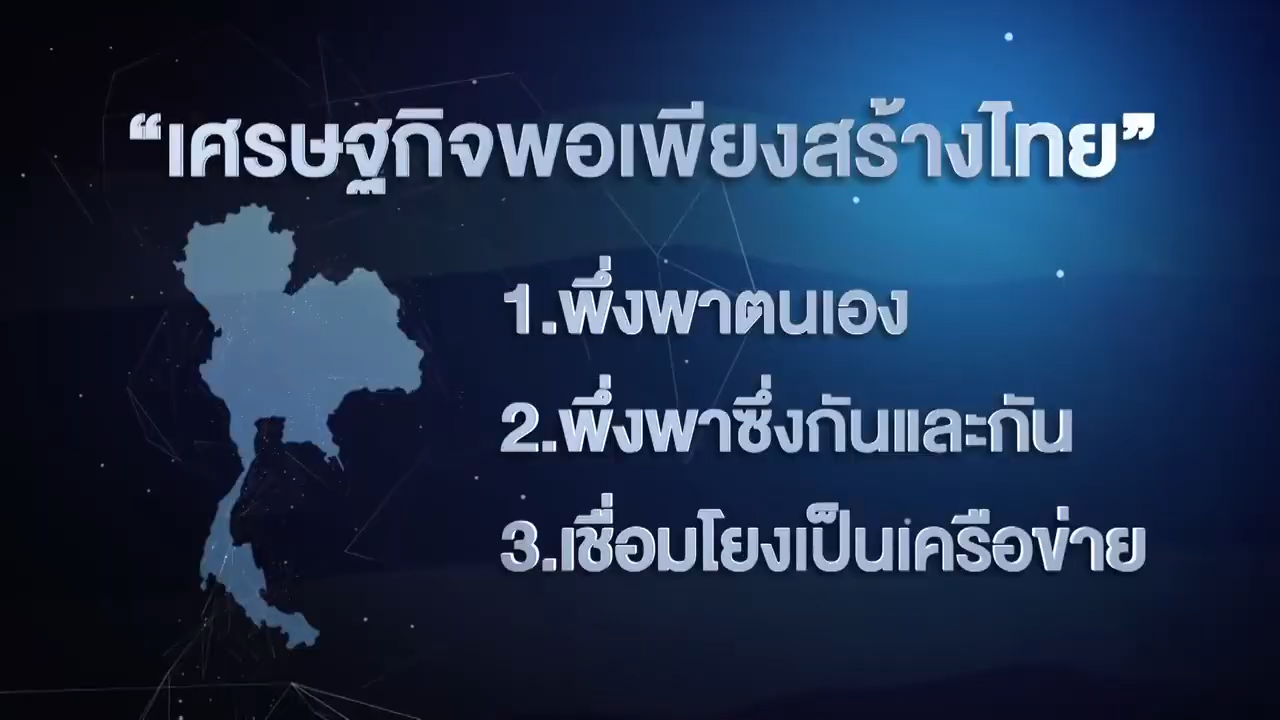 “เศรษฐกิจพอเพียงสร้างไทย”
1.พึ่งพาตนเอง
2.พึ่งพาซึ่งกันและกัน
3.เชื่อมโยงเป็นเครือข่าย